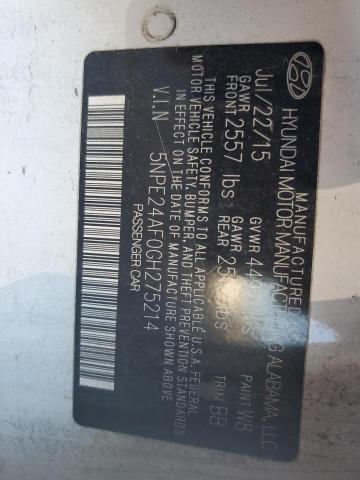 MANUFACTURED
HYUNDAI MOTOR MANUFACTURING ALABAMA, LLC
Jul/22/15 GVWR
GAWR FRONT 2557 lbs GAWR REAR lbs PAINT W8
TRIM BB
THIS VEHICLE CONFORMS TO ALL APPLICABLE U.S.A. FEDERAL
MOTOR VEHICLE SAFETY, BUMPER, AND THEFT PREVENTION STANDARDS
IN EFFECT ON THE DATE OF MANUFACTURE SHOWN ABOVE
V.I.N 5NPE24AF0GH275214
PASSENGER CAR